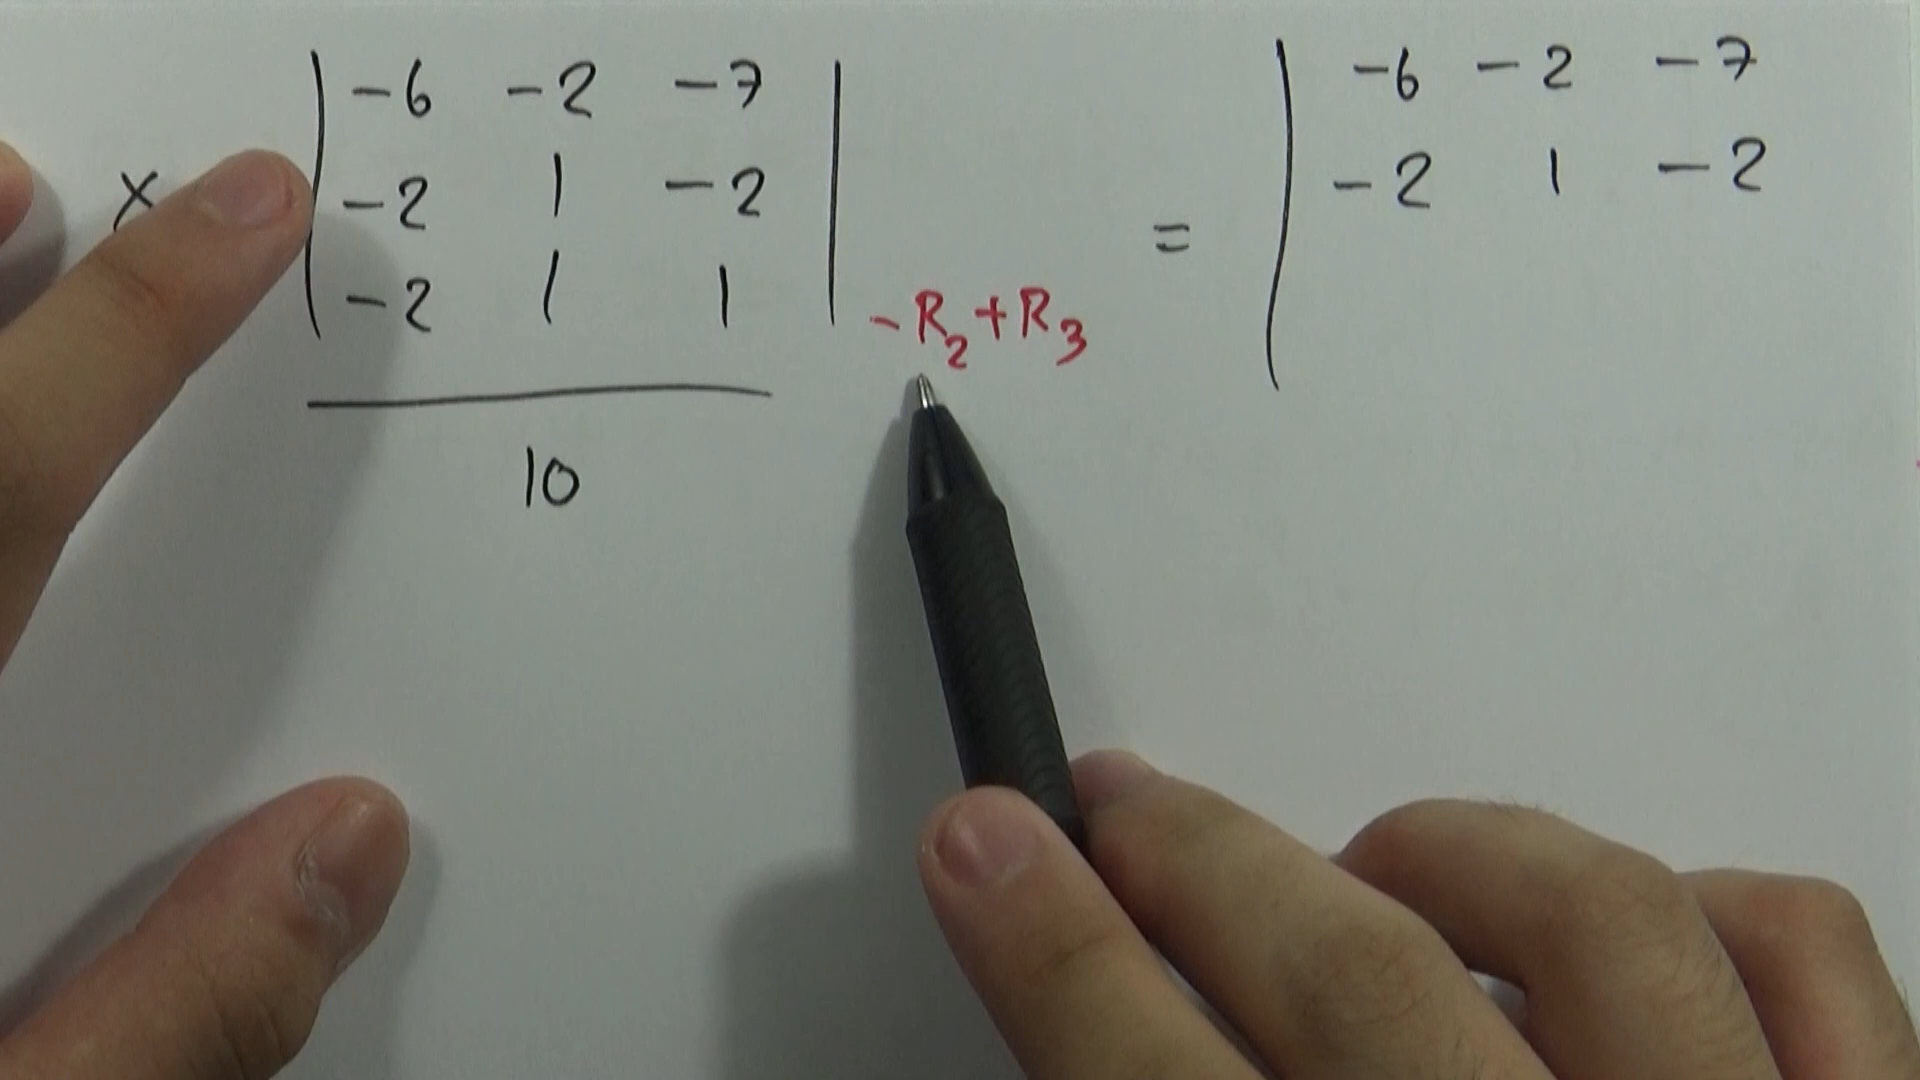 x | -6 -2 -7 |
| -2 1 -2 |
| -2 1 1 | -R₂+R₃
10
= | -6 -2 -7
| -2 1 -2